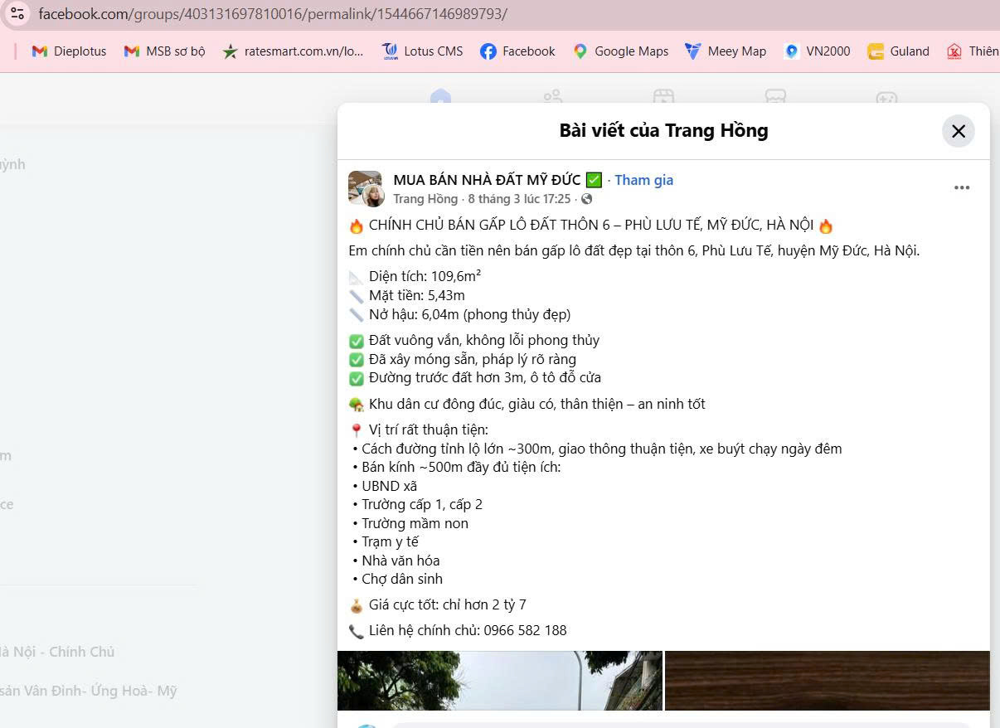 facebook.com/groups/403131697810016/permalink/1544667146989793/
Dieplotus MSB sơ bộ ratesmart.com.vn/lo... Lotus CMS Facebook Google Maps Meey Map VN2000 Guland Thiên
Bài viết của Trang Hồng
MUA BÁN NHÀ ĐẤT MỸ ĐỨC ✅ · Tham gia
Trang Hồng · 8 tháng 3 lúc 17:25 ·
🔥 CHÍNH CHỦ BÁN GẤP LÔ ĐẤT THÔN 6 – PHÙ LƯU TẾ, MỸ ĐỨC, HÀ NỘI 🔥
Em chính chủ cần tiền nên bán gấp lô đất đẹp tại thôn 6, Phù Lưu Tế, huyện Mỹ Đức, Hà Nội.
📐 Diện tích: 109,6m²
📏 Mặt tiền: 5,43m
📏 Nở hậu: 6,04m (phong thủy đẹp)
✅ Đất vuông vắn, không lỗi phong thủy
✅ Đã xây móng sẵn, pháp lý rõ ràng
✅ Đường trước đất hơn 3m, ô tô đỗ cửa
🏡 Khu dân cư đông đúc, giàu có, thân thiện – an ninh tốt
📍 Vị trí rất thuận tiện:
• Cách đường tỉnh lộ lớn ~300m, giao thông thuận tiện, xe buýt chạy ngày đêm
• Bán kính ~500m đầy đủ tiện ích:
• UBND xã
• Trường cấp 1, cấp 2
• Trường mầm non
• Trạm y tế
• Nhà văn hóa
• Chợ dân sinh
💰 Giá cực tốt: chỉ hơn 2 tỷ 7
📞 Liên hệ chính chủ: 0966 582 188
ỳnh
m
ce
à Nội - Chính Chủ
sản Vân Đình- Ứng Hoà- Mỹ